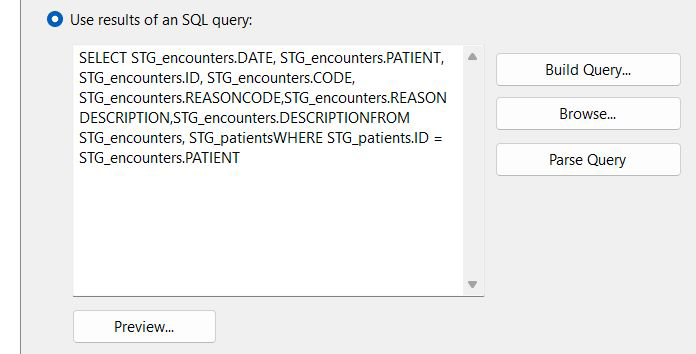 Use results of an SQL query:
SELECT STG_encounters.DATE, STG_encounters.PATIENT,
STG_encounters.ID, STG_encounters.CODE,
STG_encounters.REASONCODE,STG_encounters.REASON
DESCRIPTION,STG_encounters.DESCRIPTIONFROM
STG_encounters, STG_patientsWHERE STG_patients.ID =
STG_encounters.PATIENT
Build Query...
Browse...
Parse Query
Preview...